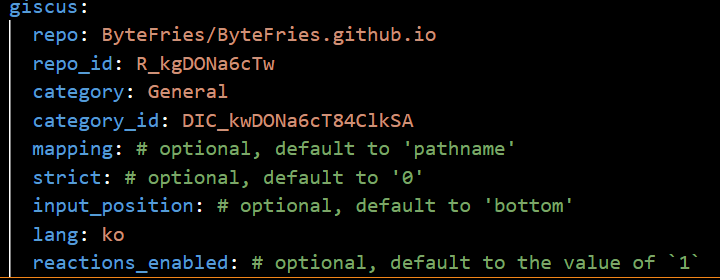 giscus:
repo: ByteFries/ByteFries.github.io
repo_id: R_kgDONa6cTw
category: General
category_id: DIC_kwDONa6cT84ClkSA
mapping: # optional, default to 'pathname'
strict: # optional, default to '0'
input_position: # optional, default to 'bottom'
lang: ko
reactions_enabled: # optional, default to the value of `1`